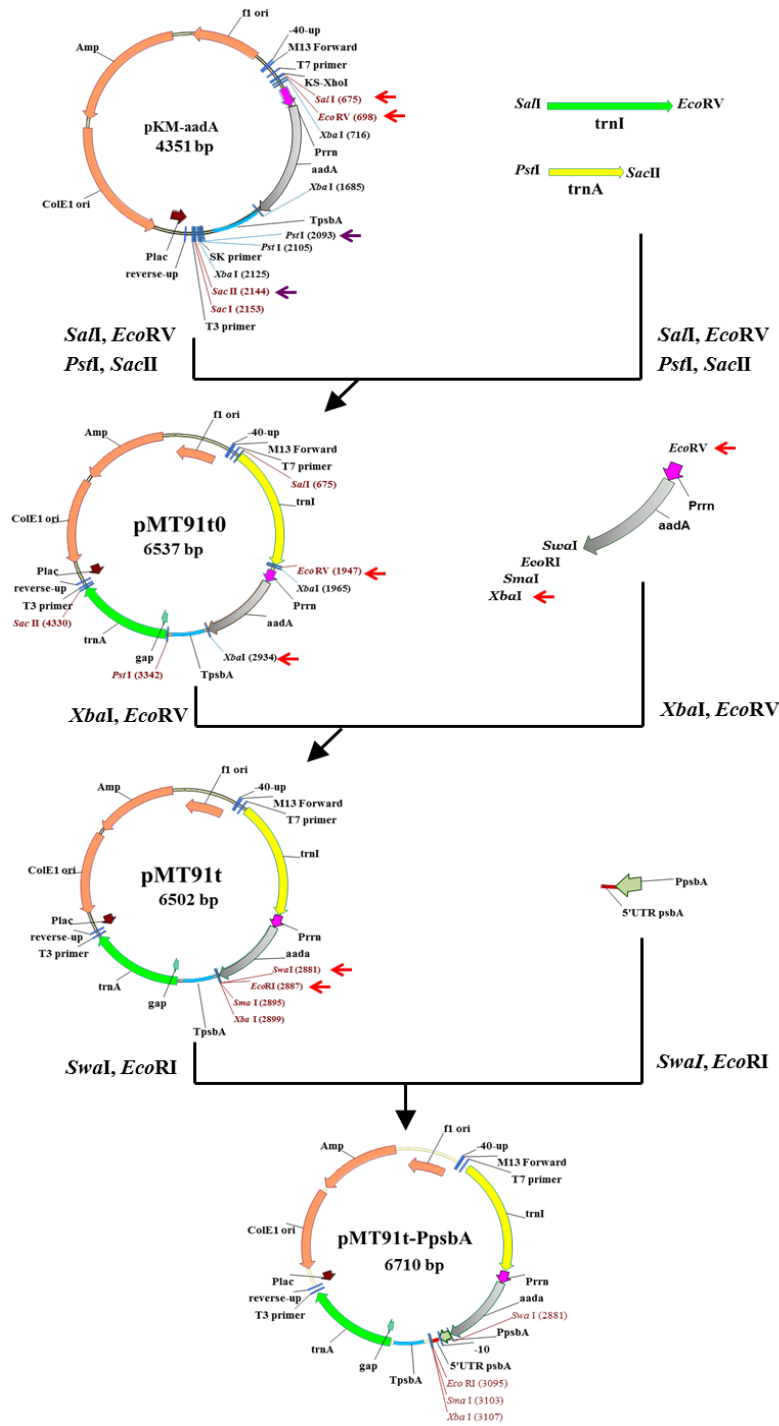 f1 ori
-40-up
M13 Forward
T7 primer
KS-XhoI
SalI (675)
EcoRV (698)
XbaI (716)
Prrn
aadA
XbaI (1685)
TpsbA
PstI (2093)
PstI (2105)
SK primer
XbaI (2125)
SacII (2144)
SacI (2153)
T3 primer
reverse-up
Plac
ColE1 ori
Amp
pKM-aadA
4351 bp
SalI EcoRV
trnI
PstI SacII
trnA
SalI, EcoRV
PstI, SacII
SalI, EcoRV
PstI, SacII
f1 ori
-40-up
M13 Forward
T7 primer
SalI (675)
trnI
EcoRV (1947)
XbaI (1965)
Prrn
aadA
XbaI (2934)
TpsbA
gap
PstI (3342)
trnA
SacII (4330)
T3 primer
reverse-up
Plac
ColE1 ori
Amp
pMT91t0
6537 bp
EcoRV
Prrn
aadA
SwaI
EcoRI
SmaI
XbaI
XbaI, EcoRV
XbaI, EcoRV
f1 ori
-40-up
M13 Forward
T7 primer
trnI
Prrn
aada
SwaI (2881)
EcoRI (2887)
SmaI (2895)
XbaI (2899)
TpsbA
gap
trnA
T3 primer
reverse-up
Plac
ColE1 ori
Amp
pMT91t
6502 bp
PpsbA
5'UTR psbA
SwaI, EcoRI
SwaI, EcoRI
f1 ori
-40-up
M13 Forward
T7 primer
trnI
Prrn
aada
SwaI (2881)
PpsbA
-10
5'UTR psbA
EcoRI (3095)
SmaI (3103)
XbaI (3107)
TpsbA
gap
trnA
T3 primer
reverse-up
Plac
ColE1 ori
Amp
pMT91t-PpsbA
6710 bp